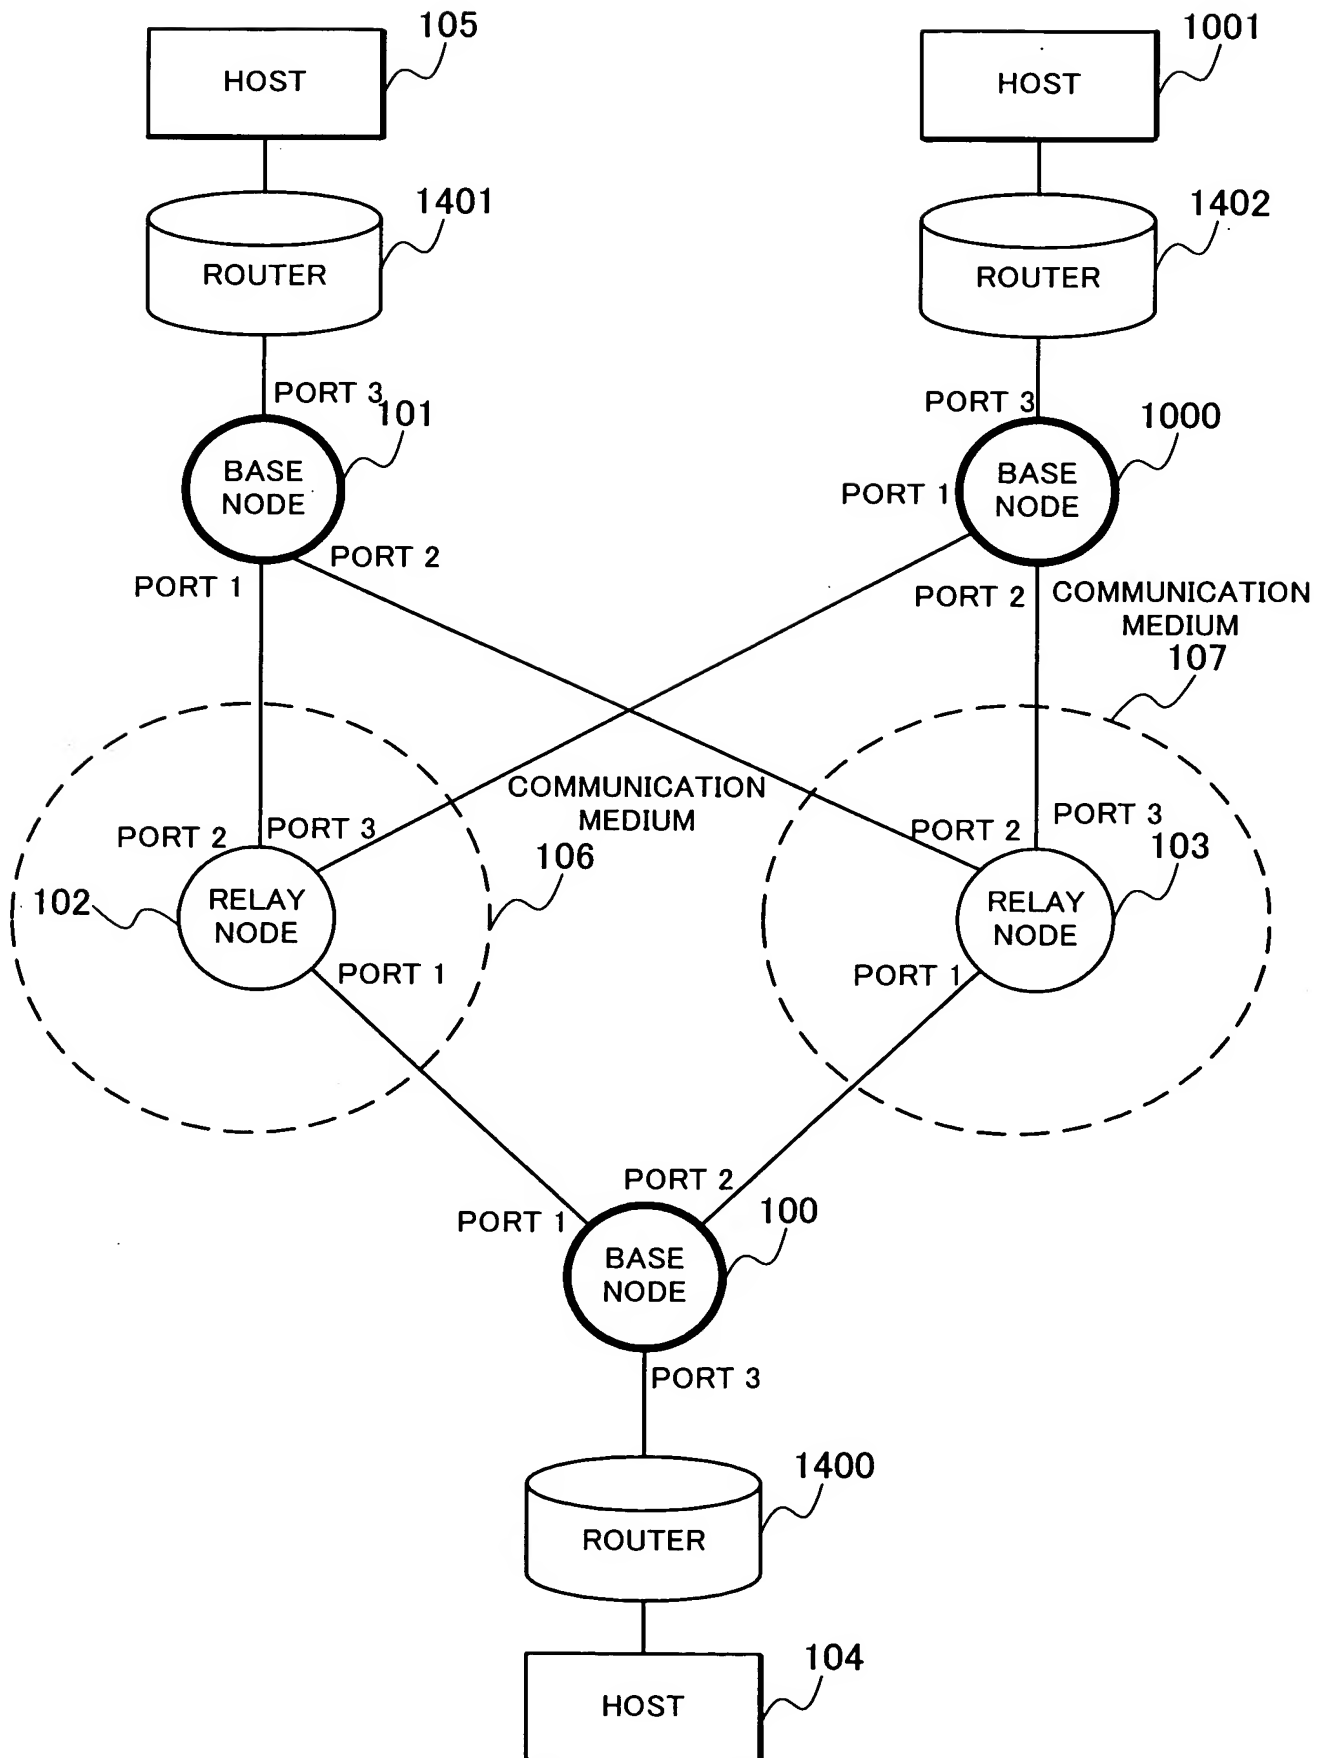 105
HOST
1001
HOST
1401
ROUTER
1402
ROUTER
PORT 3
101
BASE
NODE
PORT 3
1000
BASE
NODE
PORT 1
PORT 2
PORT 1
PORT 2
COMMUNICATION
MEDIUM
107
COMMUNICATION
MEDIUM
106
PORT 2
PORT 3
102
RELAY
NODE
PORT 1
PORT 2
PORT 3
103
RELAY
NODE
PORT 1
PORT 2
PORT 1
100
BASE
NODE
PORT 3
1400
ROUTER
104
HOST